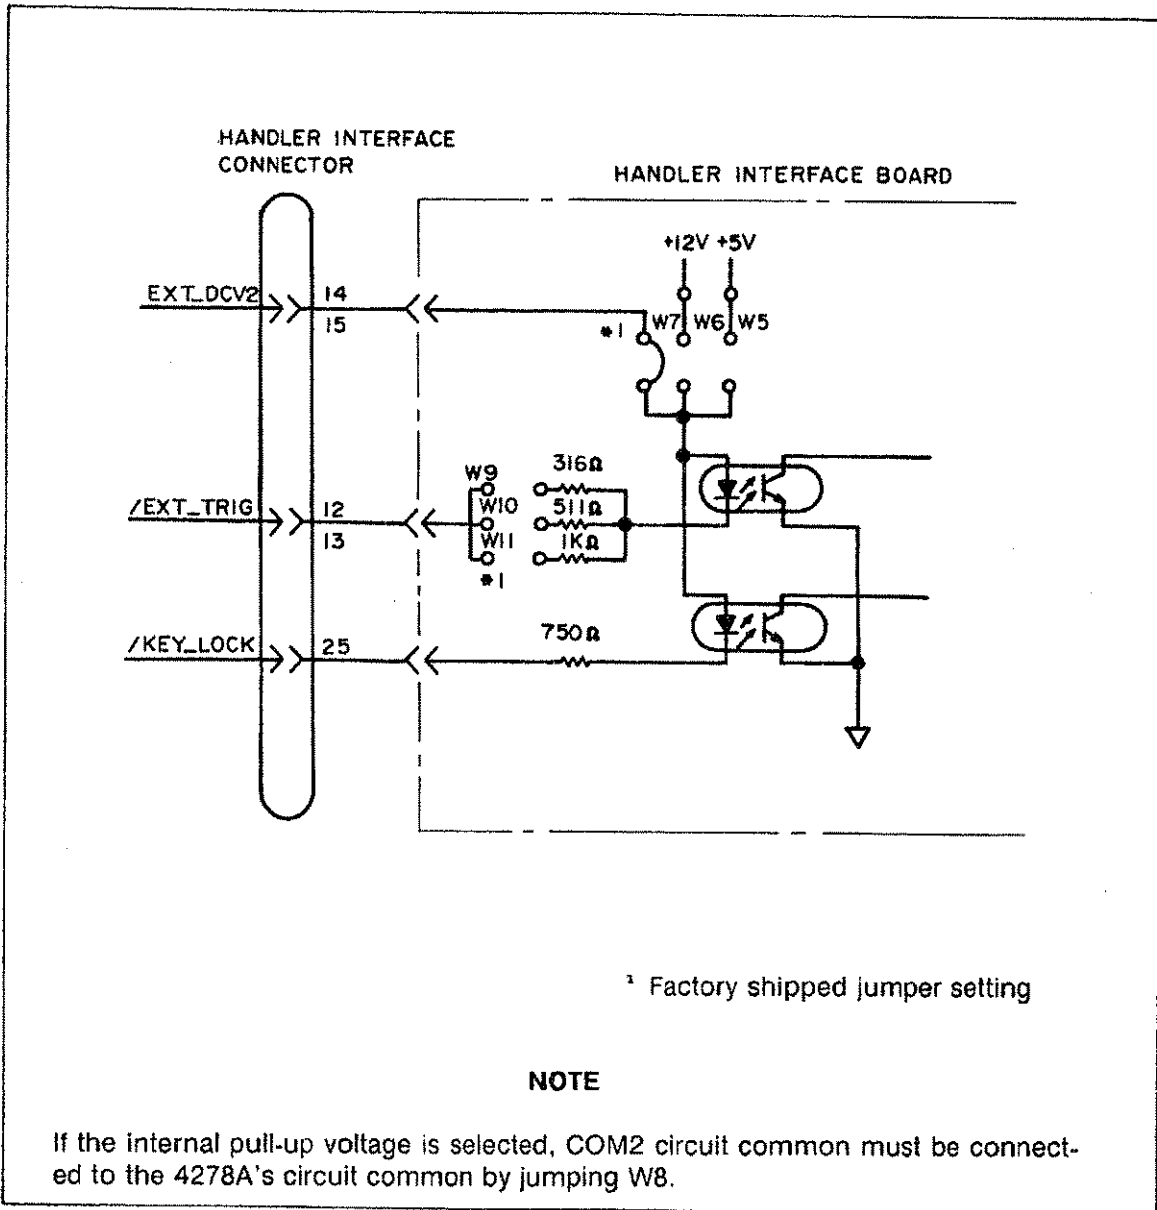 HANDLER INTERFACE
CONNECTOR
HANDLER INTERFACE BOARD
+12V +5V
EXT_DCV2
14
15
*1 W7 W6 W5
W9
316Ω
/EXT_TRIG
12
W10
511Ω
13
W11
1KΩ
*1
/KEY_LOCK
25
750Ω
¹ Factory shipped jumper setting
NOTE
If the internal pull-up voltage is selected, COM2 circuit common must be connect-
ed to the 4278A's circuit common by jumping W8.